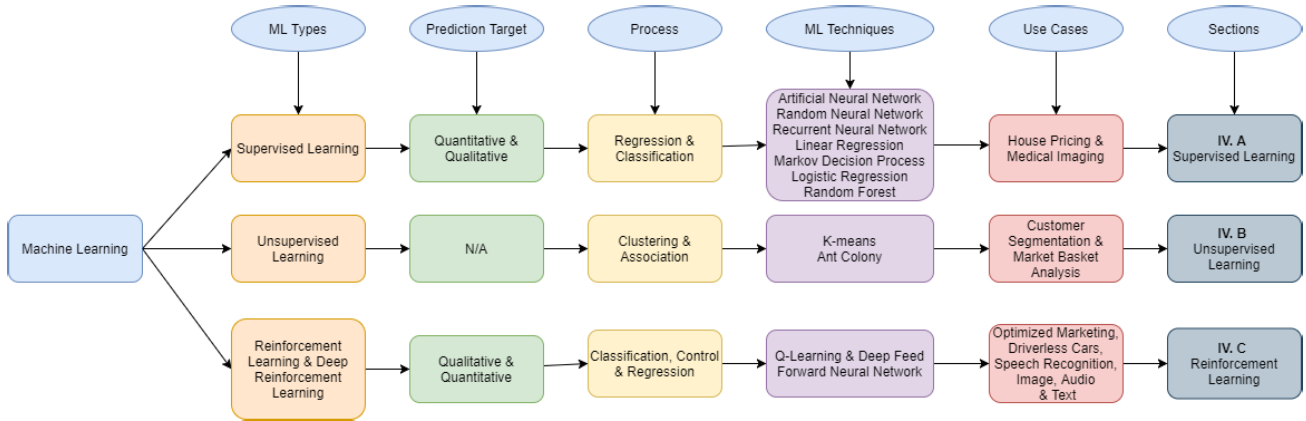 ML Types
Prediction Target
Process
ML Techniques
Use Cases
Sections
Machine Learning
Supervised Learning
Quantitative &
Qualitative
Regression &
Classification
Artificial Neural Network
Random Neural Network
Recurrent Neural Network
Linear Regression
Markov Decision Process
Logistic Regression
Random Forest
House Pricing &
Medical Imaging
IV. A
Supervised Learning
Unsupervised
Learning
N/A
Clustering &
Association
K-means
Ant Colony
Customer
Segmentation &
Market Basket
Analysis
IV. B
Unsupervised
Learning
Reinforcement
Learning & Deep
Reinforcement
Learning
Qualitative &
Quantitative
Classification, Control
& Regression
Q-Learning & Deep Feed
Forward Neural Network
Optimized Marketing,
Driverless Cars,
Speech Recognition,
Image, Audio
& Text
IV. C
Reinforcement
Learning